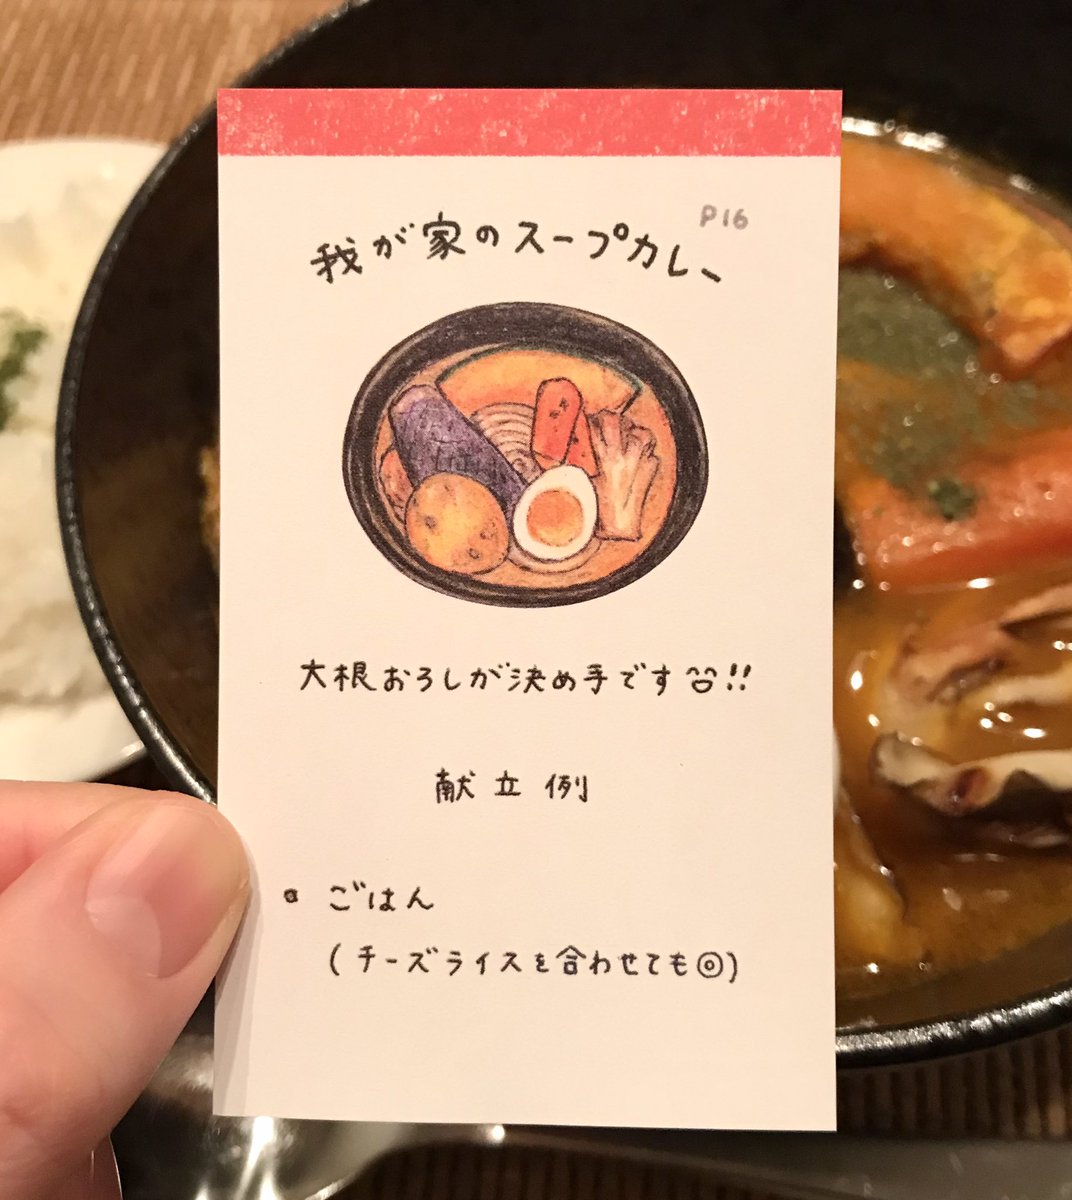 P16
我が家のスープカレー
大根おろしが決め手です!!
献立例
ごはん
(チーズライスを合わせても◎)